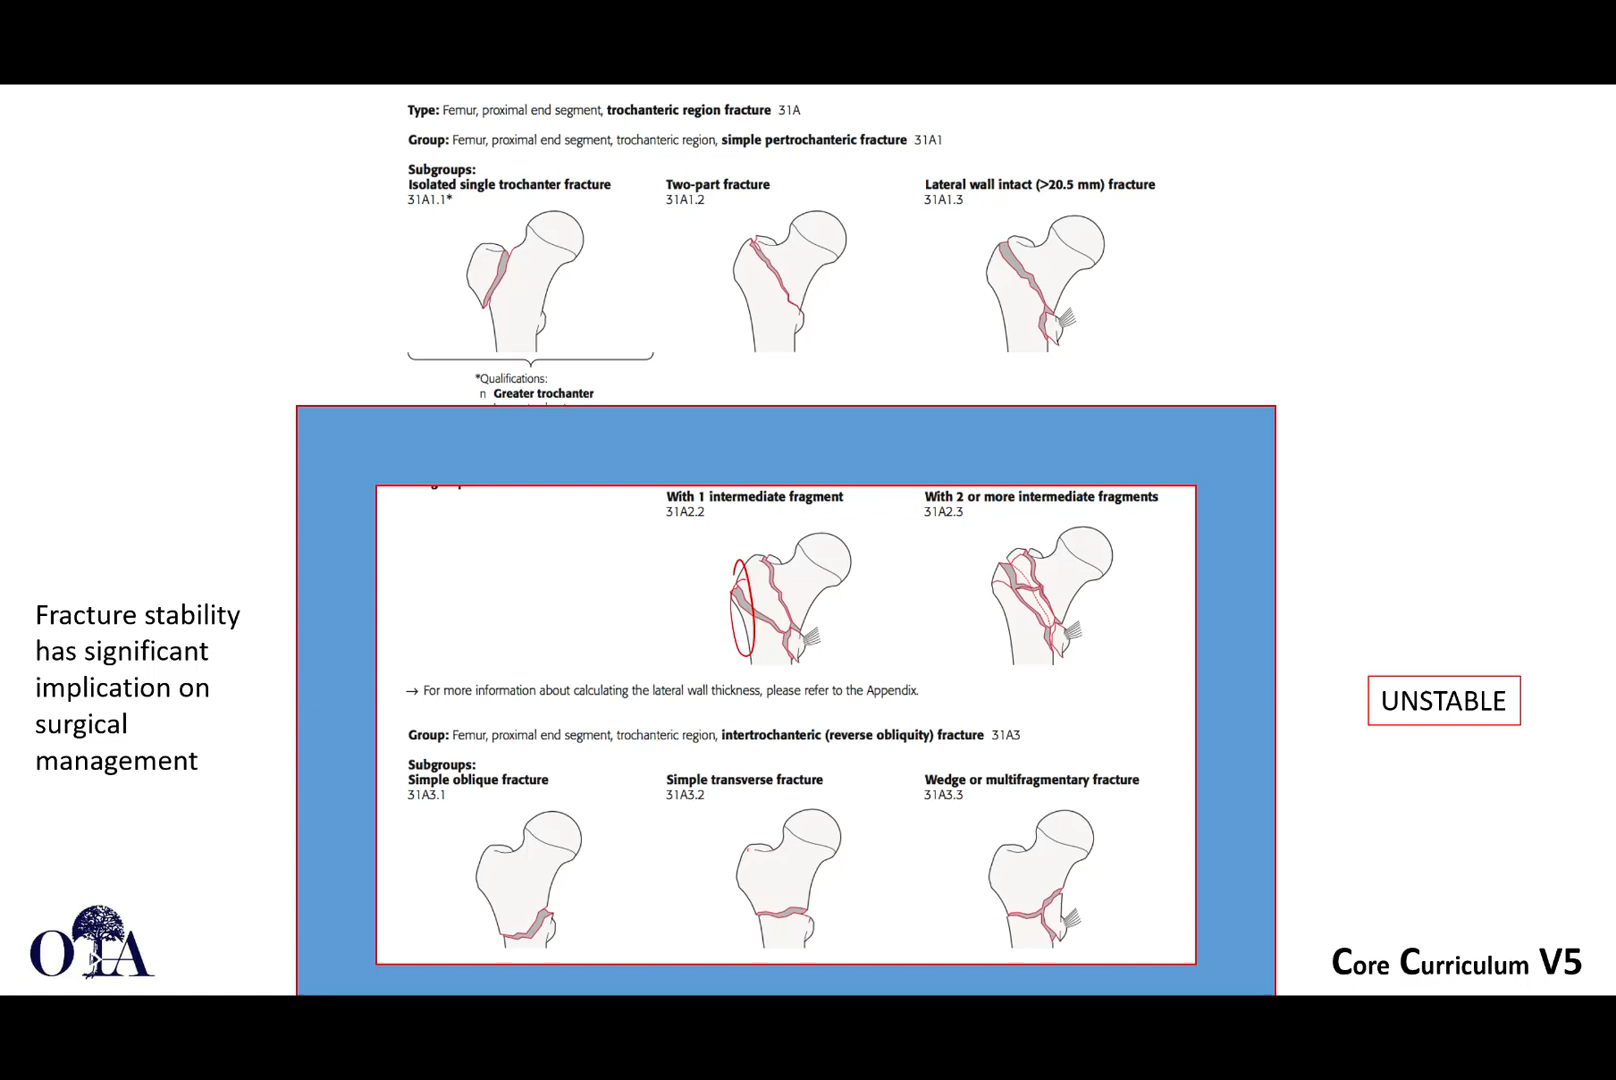 Type: Femur, proximal end segment, trochanteric region fracture 31A
Group: Femur, proximal end segment, trochanteric region, simple pertrochanteric fracture 31A1
Subgroups:
Isolated single trochanter fracture
31A1.1*
Two-part fracture
31A1.2
Lateral wall intact (>20.5 mm) fracture
31A1.3
*Qualifications:
n Greater trochanter
With 1 intermediate fragment
31A2.2
With 2 or more intermediate fragments
31A2.3
→ For more information about calculating the lateral wall thickness, please refer to the Appendix.
Group: Femur, proximal end segment, trochanteric region, intertrochanteric (reverse obliquity) fracture 31A3
Subgroups:
Simple oblique fracture
31A3.1
Simple transverse fracture
31A3.2
Wedge or multifragmentary fracture
31A3.3
Fracture stability
has significant
implication on
surgical
management
UNSTABLE
OTA
Core Curriculum V5